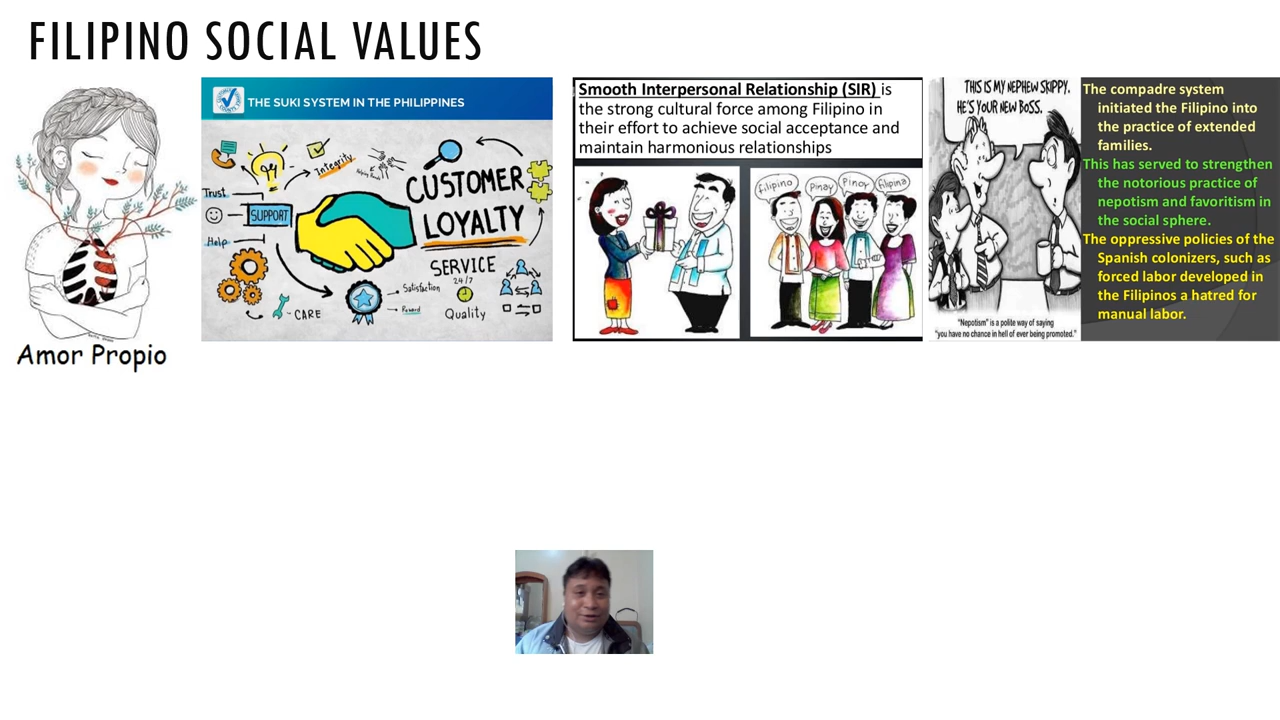 FILIPINO SOCIAL VALUES
Amor Propio
THE SUKI SYSTEM IN THE PHILIPPINES
Integrity
Trust
SUPPORT
Help
CUSTOMER
LOYALTY
SERVICE
24/7
Satisfaction
Reward
Quality
CARE
Smooth Interpersonal Relationship (SIR) is
the strong cultural force among Filipino in
their effort to achieve social acceptance and
maintain harmonious relationships
Filipino
Pinay
Pinoy
Filipina
THIS IS MY NEPHEW SKIPPY.
HE'S YOUR NEW BOSS.
"Nepotism" is a polite way of saying
"you have no chance in hell of ever being promoted."
The compadre system
initiated the Filipino into
the practice of extended
families.
This has served to strengthen
the notorious practice of
nepotism and favoritism in
the social sphere.
The oppressive policies of the
Spanish colonizers, such as
forced labor developed in
the Filipinos a hatred for
manual labor.